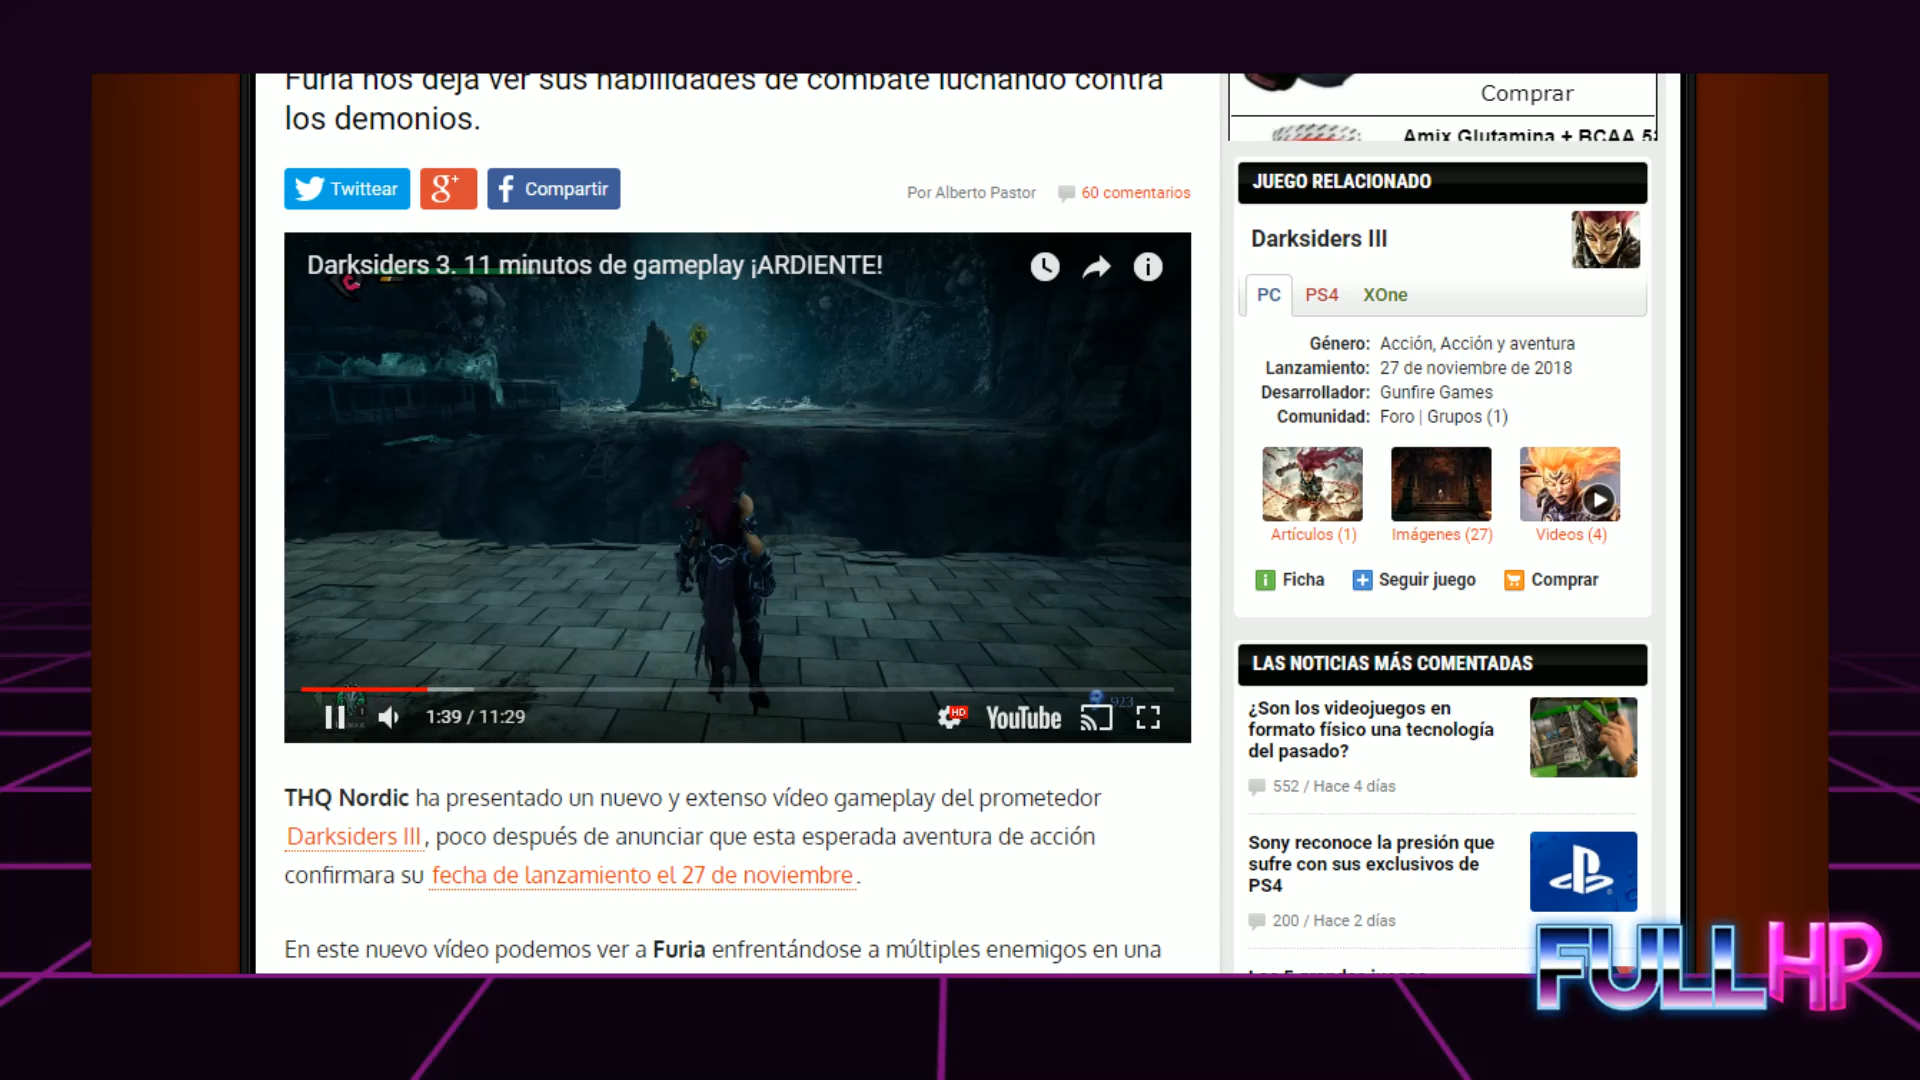 Furia nos deja ver sus habilidades de combate luchando contra
los demonios.
Twittear
g+
Compartir
Por Alberto Pastor
60 comentarios
Darksiders 3. 11 minutos de gameplay ¡ARDIENTE!
923
1:39 / 11:29
HD
YouTube
THQ Nordic ha presentado un nuevo y extenso vídeo gameplay del prometedor
Darksiders III, poco después de anunciar que esta esperada aventura de acción
confirmara su fecha de lanzamiento el 27 de noviembre.
En este nuevo vídeo podemos ver a Furia enfrentándose a múltiples enemigos en una
Comprar
Amix Glutamina + BCAA
JUEGO RELACIONADO
Darksiders III
PC PS4 XOne
Género: Acción, Acción y aventura
Lanzamiento: 27 de noviembre de 2018
Desarrollador: Gunfire Games
Comunidad: Foro | Grupos (1)
Artículos (1) Imágenes (27) Videos (4)
Ficha Seguir juego Comprar
LAS NOTICIAS MÁS COMENTADAS
¿Son los videojuegos en
formato físico una tecnología
del pasado?
552 / Hace 4 días
Sony reconoce la presión que
sufre con sus exclusivos de
PS4
200 / Hace 2 días
FULL HP